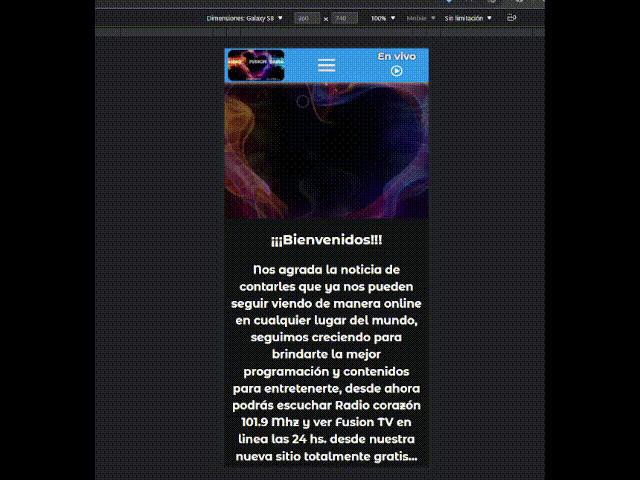 Dimensiones: Galaxy S8 ▼ 360 x 740 100% ▼ Móvile ▼ Sin limitación ▼
FUSION
En vivo
¡¡¡Bienvenidos!!!
Nos agrada la noticia de
contarles que ya nos pueden
seguir viendo de manera online
en cualquier lugar del mundo,
seguimos creciendo para
brindarte la mejor
programación y contenidos
para entretenerte, desde ahora
podrás escuchar Radio corazón
101.9 Mhz y ver Fusion TV en
linea las 24 hs. desde nuestra
nueva sitio totalmente gratis...